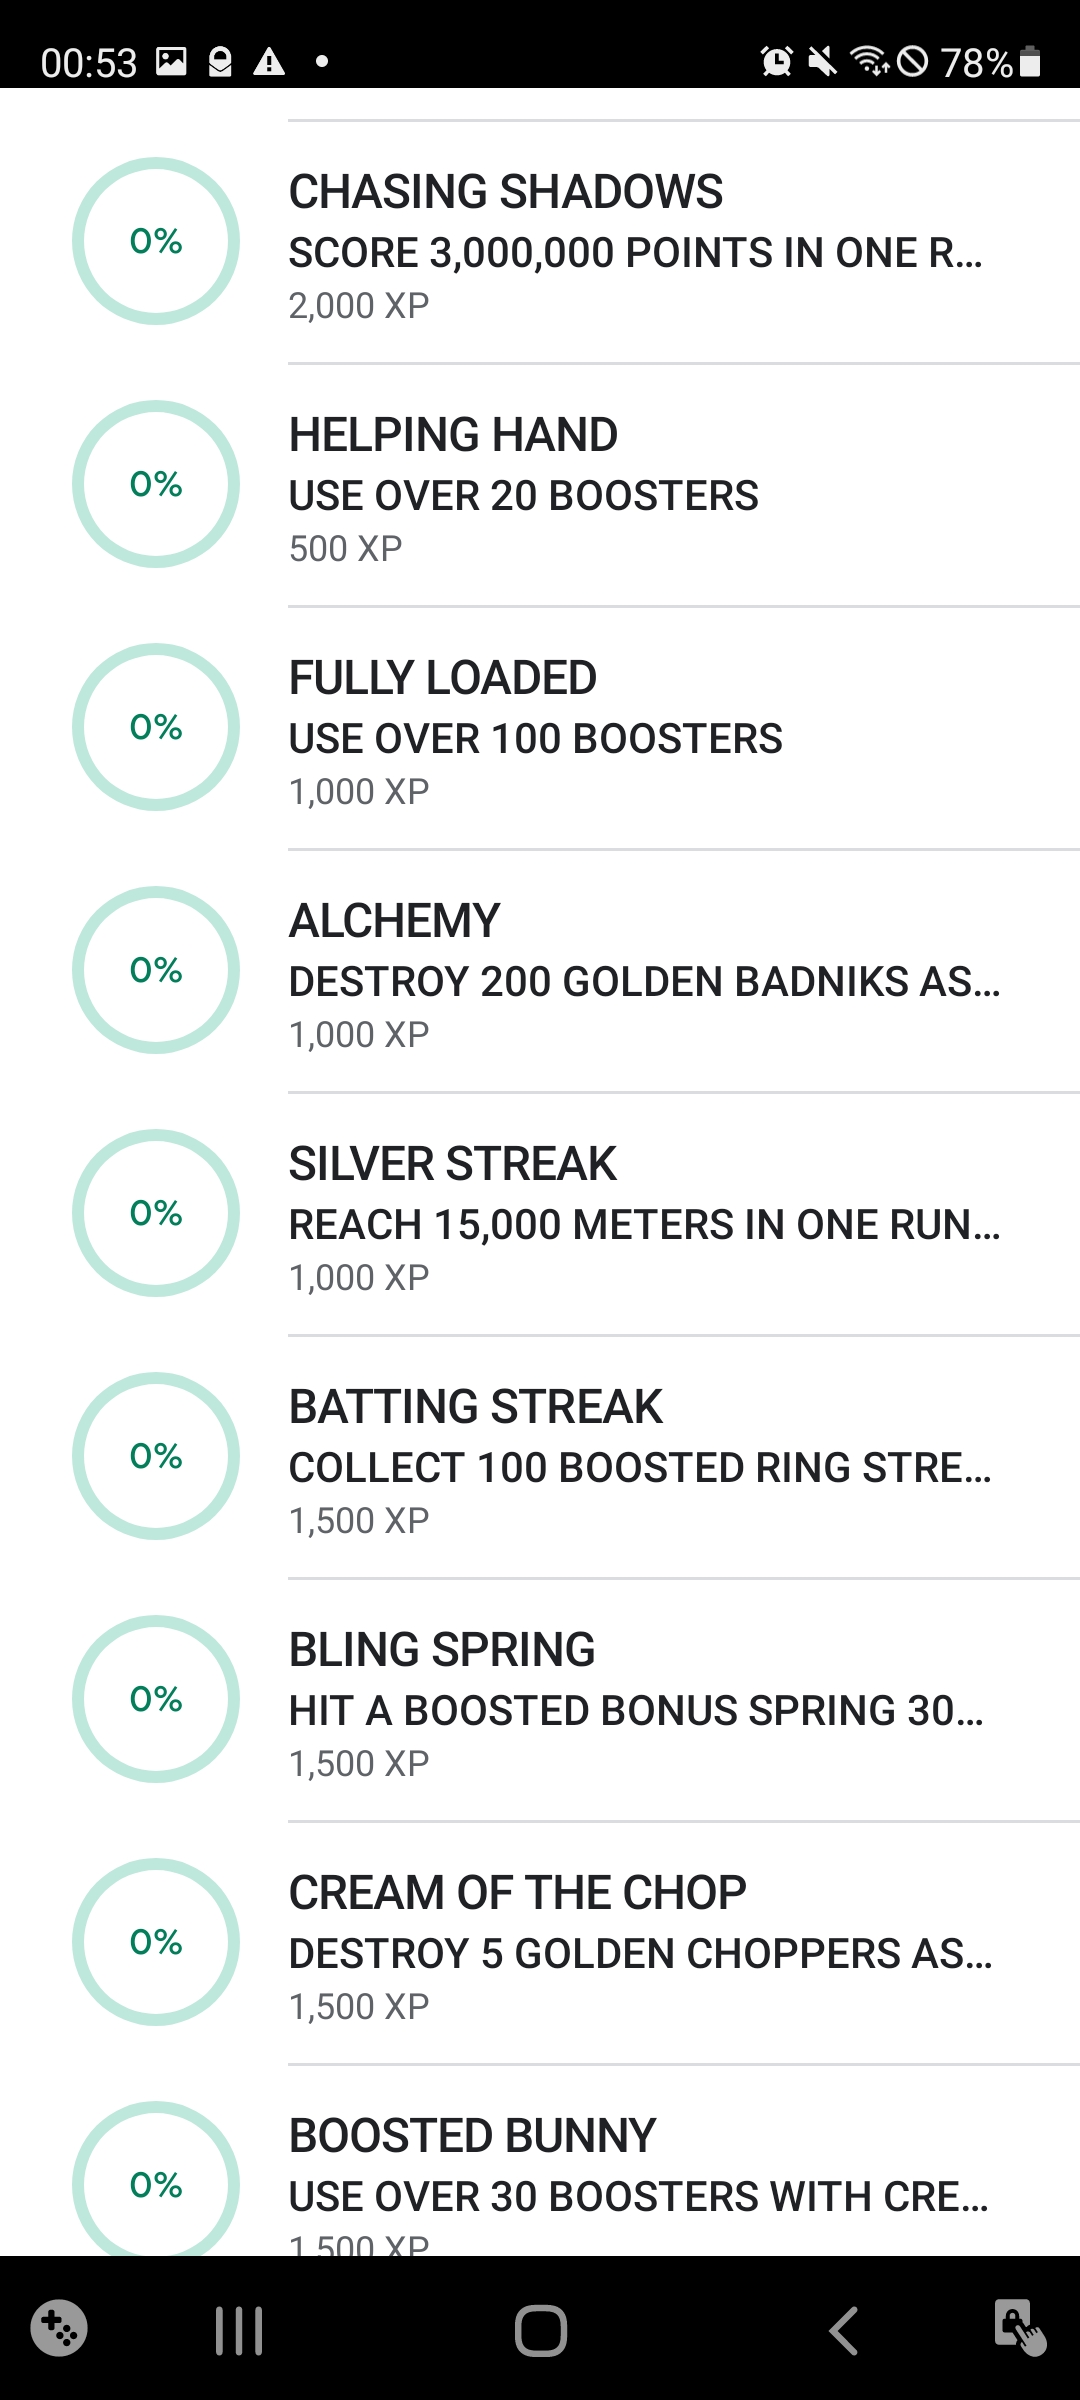 00:53
78%
0%
CHASING SHADOWS
SCORE 3,000,000 POINTS IN ONE R...
2,000 XP
0%
HELPING HAND
USE OVER 20 BOOSTERS
500 XP
0%
FULLY LOADED
USE OVER 100 BOOSTERS
1,000 XP
0%
ALCHEMY
DESTROY 200 GOLDEN BADNIKS AS...
1,000 XP
0%
SILVER STREAK
REACH 15,000 METERS IN ONE RUN...
1,000 XP
0%
BATTING STREAK
COLLECT 100 BOOSTED RING STRE...
1,500 XP
0%
BLING SPRING
HIT A BOOSTED BONUS SPRING 30...
1,500 XP
0%
CREAM OF THE CHOP
DESTROY 5 GOLDEN CHOPPERS AS...
1,500 XP
0%
BOOSTED BUNNY
USE OVER 30 BOOSTERS WITH CRE...
1,500 XP